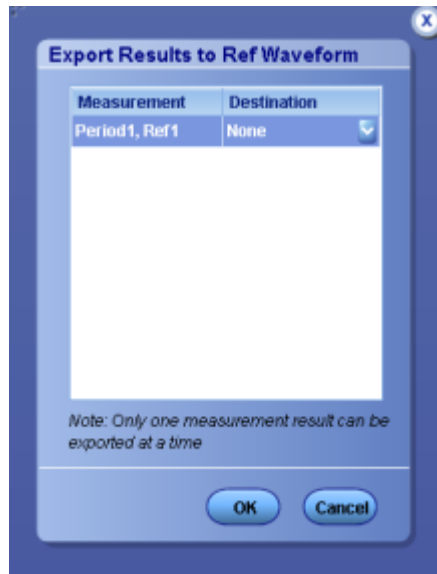 X
Export Results to Ref Waveform
Measurement Destination
Period1, Ref1 None
Note: Only one measurement result can be
exported at a time
OK Cancel